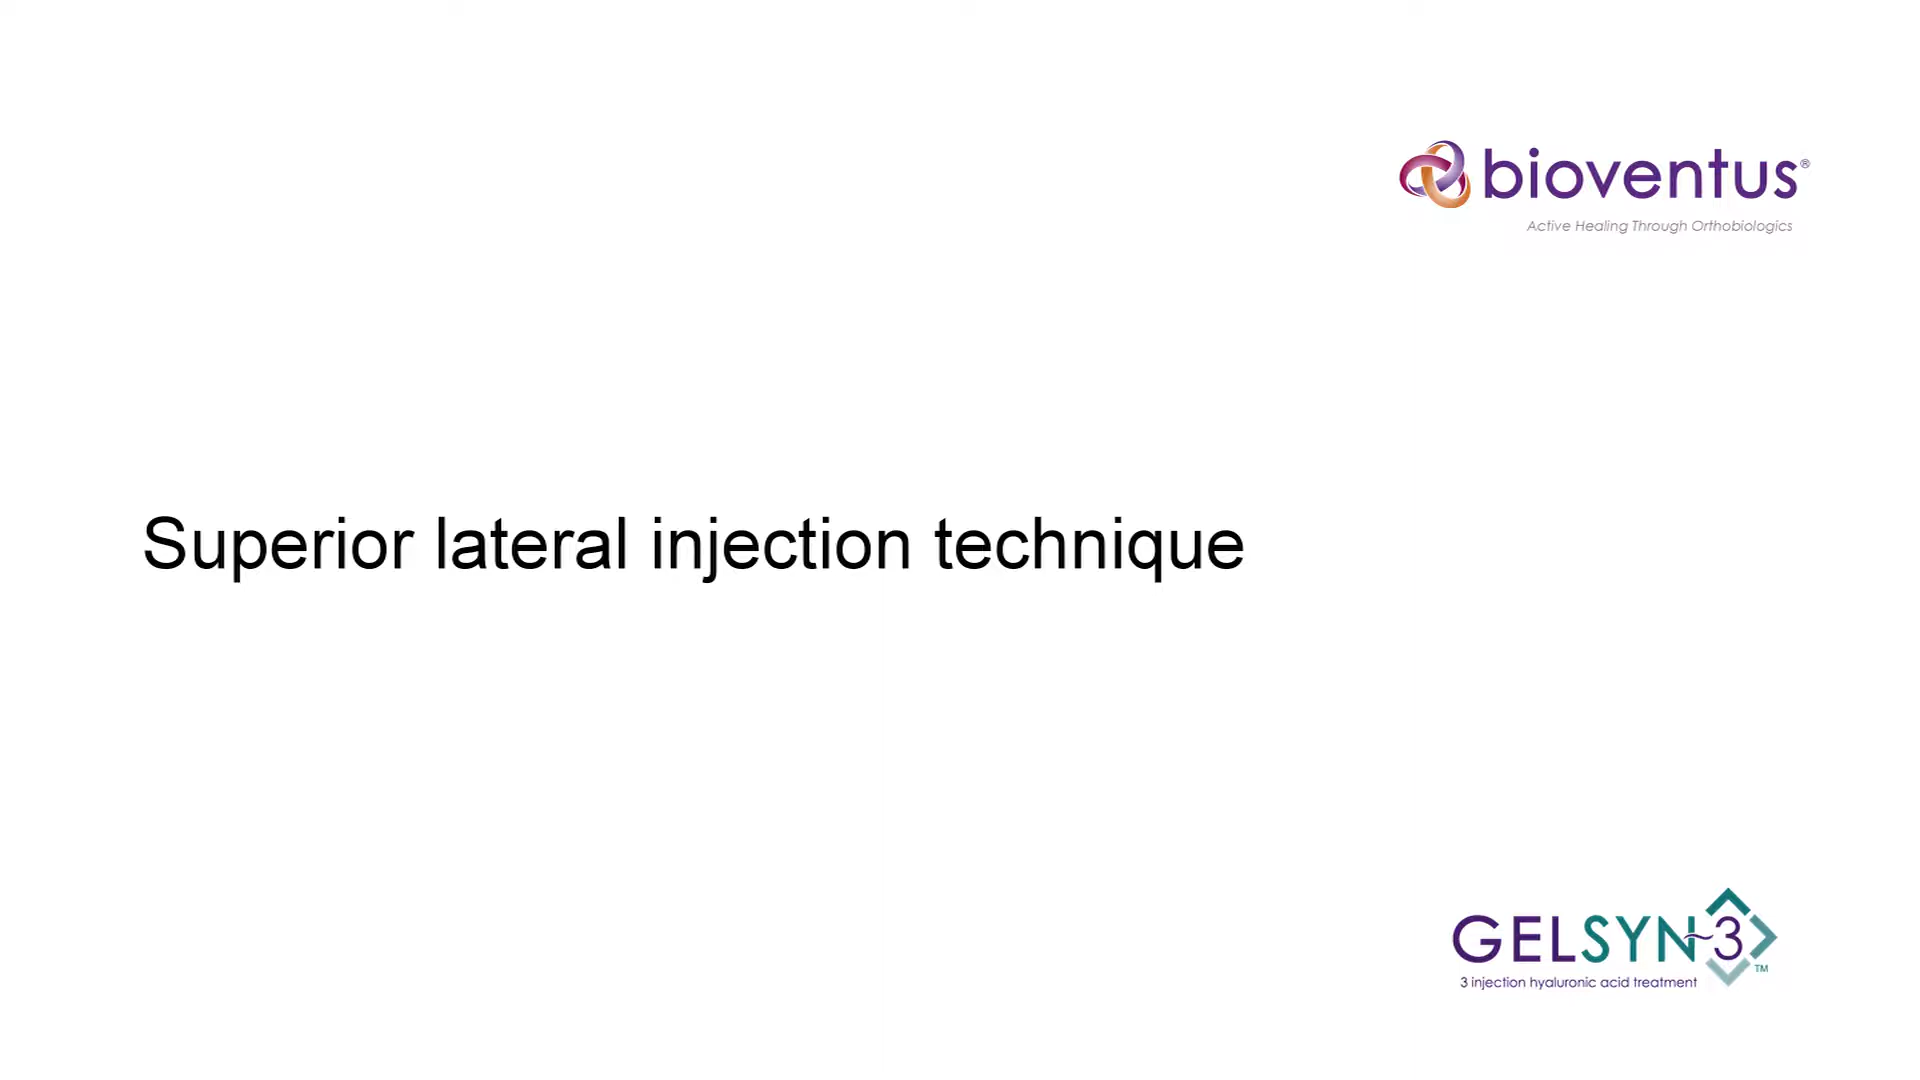 bioventus®
Active Healing Through Orthobiologics
Superior lateral injection technique
GELSYN~3™
3 injection hyaluronic acid treatment